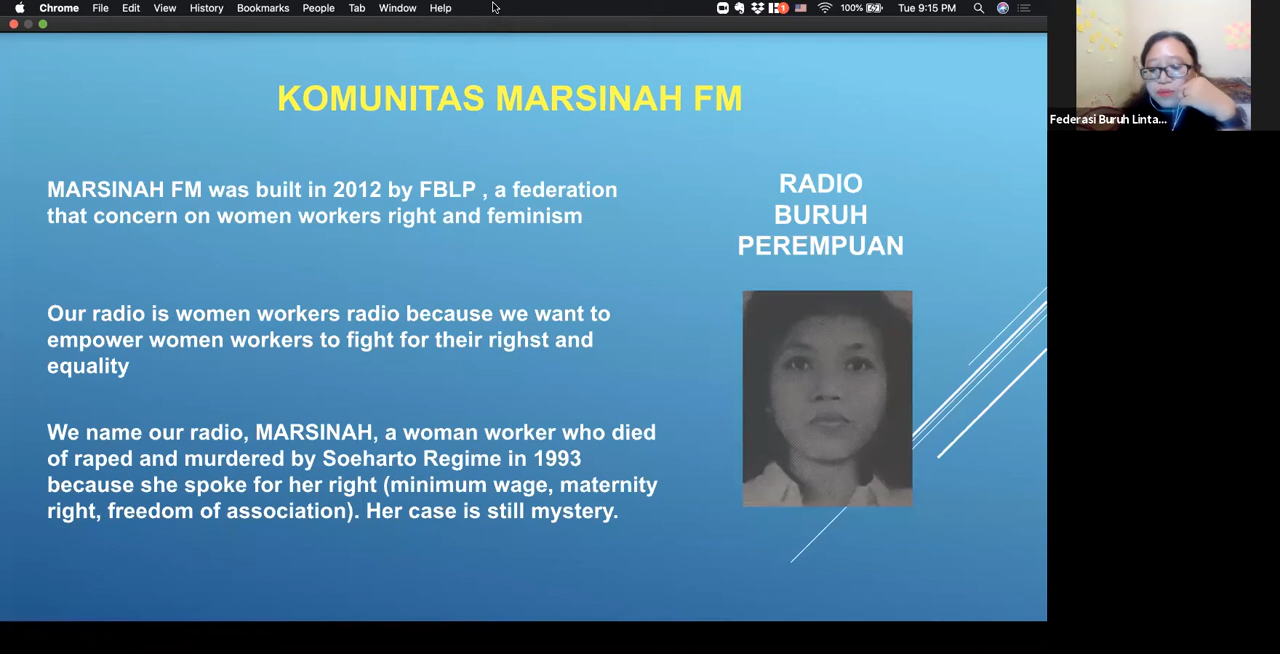 Chrome File Edit View History Bookmarks People Tab Window Help 1 100% Tue 9:15 PM
KOMUNITAS MARSINAH FM
MARSINAH FM was built in 2012 by FBLP , a federation
that concern on women workers right and feminism
Our radio is women workers radio because we want to
empower women workers to fight for their righst and
equality
We name our radio, MARSINAH, a woman worker who died
of raped and murdered by Soeharto Regime in 1993
because she spoke for her right (minimum wage, maternity
right, freedom of association). Her case is still mystery.
RADIO
BURUH
PEREMPUAN
Federasi Buruh Linta...